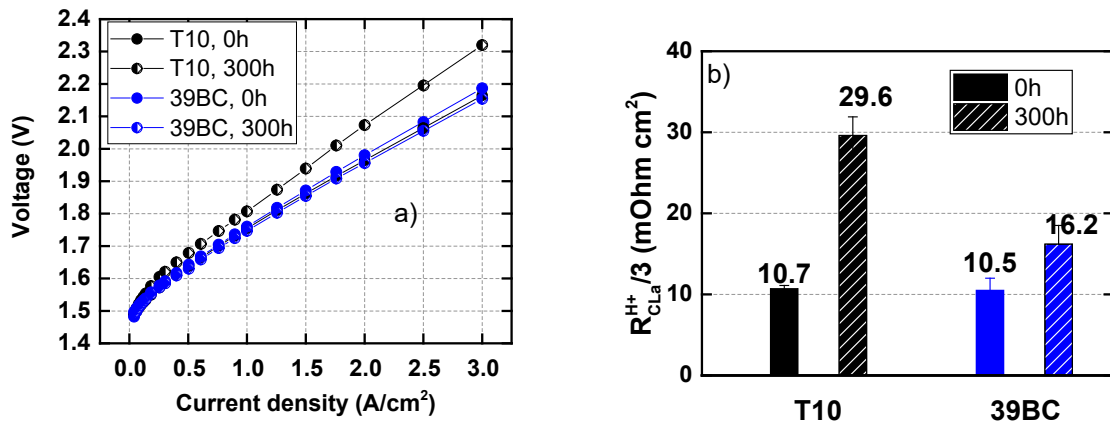 2.4
2.3
2.2
2.1
2.0
1.9
1.8
1.7
1.6
1.5
1.4
Voltage (V)
T10, 0h
T10, 300h
39BC, 0h
39BC, 300h
a)
0.0 0.5 1.0 1.5 2.0 2.5 3.0
Current density (A/cm²)
40
30
20
10
0
R^{H+}_{CLa}/3 (mOhm cm²)
b)
0h
300h
10.7
29.6
10.5
16.2
T10 39BC